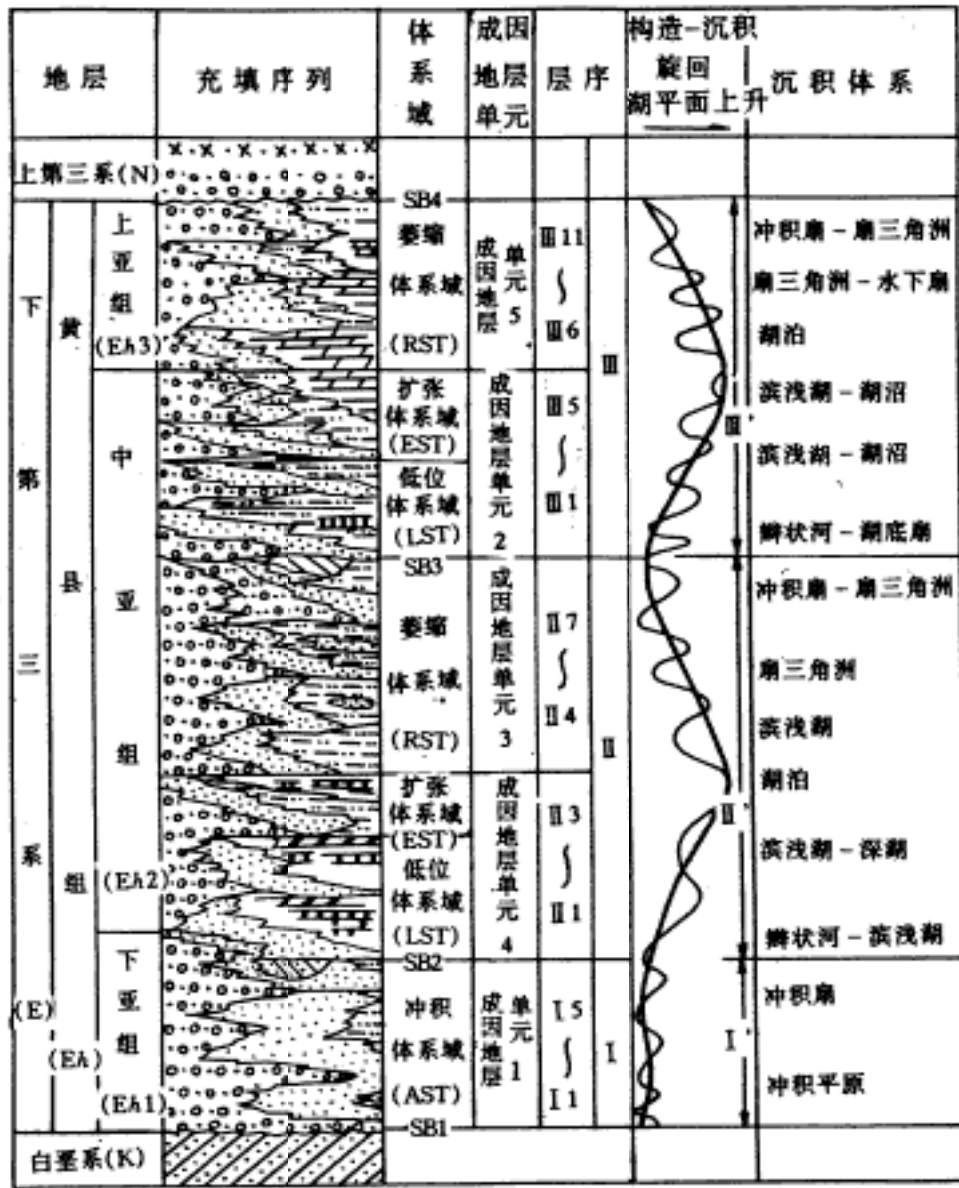 地层
充填序列
体系域
成因地层单元
层序
构造-沉积旋回
湖平面上升
沉积体系
上第三系(N)
下第三系
(E)
黄县组
(Eh)
上亚组
(Eh3)
中亚组
(Eh2)
下亚组
(Eh1)
白垩系(K)
SB4
萎缩
体系域
(RST)
扩张
体系域
(EST)
低位
体系域
(LST)
SB3
萎缩
体系域
(RST)
扩张
体系域
(EST)
低位
体系域
(LST)
SB2
冲积
体系域
(AST)
SB1
成因地层单元5
成因地层单元2
成因地层单元3
成因地层单元4
成因地层单元1
Ⅲ11
~
Ⅲ6
Ⅲ5
~
Ⅲ1
Ⅱ7
~
Ⅱ4
Ⅱ3
~
Ⅱ1
Ⅰ5
~
Ⅰ1
Ⅲ
Ⅱ
Ⅰ
Ⅲ'
Ⅱ'
Ⅰ'
冲积扇-扇三角洲
扇三角洲-水下扇
湖泊
滨浅湖-湖沼
滨浅湖-湖沼
辫状河-湖底扇
冲积扇-扇三角洲
扇三角洲
滨浅湖
湖泊
滨浅湖-深湖
辫状河-滨浅湖
冲积扇
冲积平原